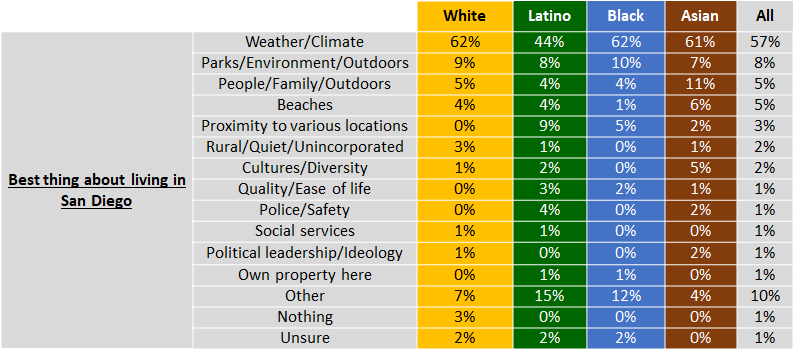 White Latino Black Asian All
Weather/Climate 62% 44% 62% 61% 57%
Parks/Environment/Outdoors 9% 8% 10% 7% 8%
People/Family/Outdoors 5% 4% 4% 11% 5%
Beaches 4% 4% 1% 6% 5%
Proximity to various locations 0% 9% 5% 2% 3%
Rural/Quiet/Unincorporated 3% 1% 0% 1% 2%
Cultures/Diversity 1% 2% 0% 5% 2%
Best thing about living in
San Diego
Quality/Ease of life 0% 3% 2% 1% 1%
Police/Safety 0% 4% 0% 2% 1%
Social services 1% 1% 0% 0% 1%
Political leadership/Ideology 1% 0% 0% 2% 1%
Own property here 0% 1% 1% 0% 1%
Other 7% 15% 12% 4% 10%
Nothing 3% 0% 0% 0% 1%
Unsure 2% 2% 2% 0% 1%